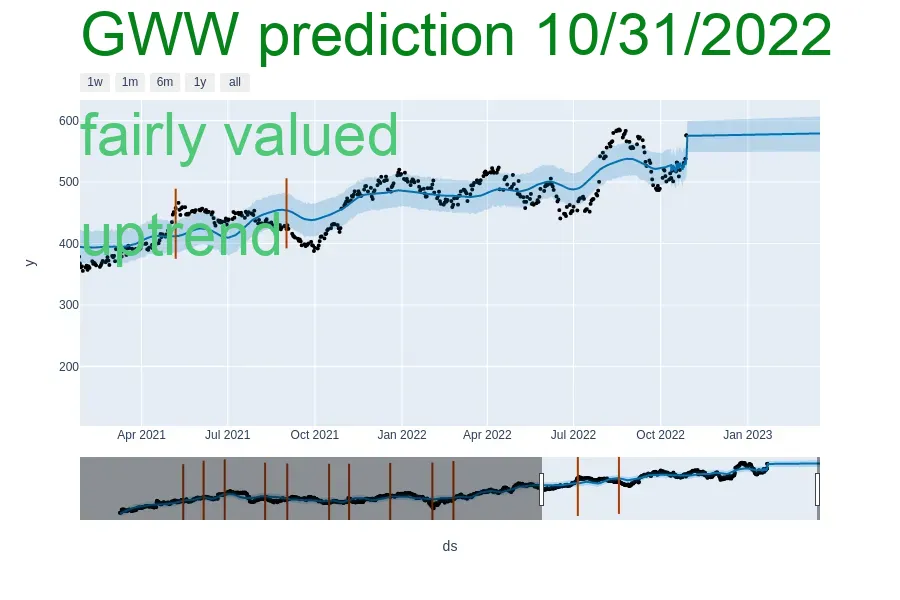 GWW prediction 10/31/2022
1w 1m 6m 1y all
600
fairly valued
500
uptrend
400
y
300
200
Apr 2021 Jul 2021 Oct 2021 Jan 2022 Apr 2022 Jul 2022 Oct 2022 Jan 2023
ds